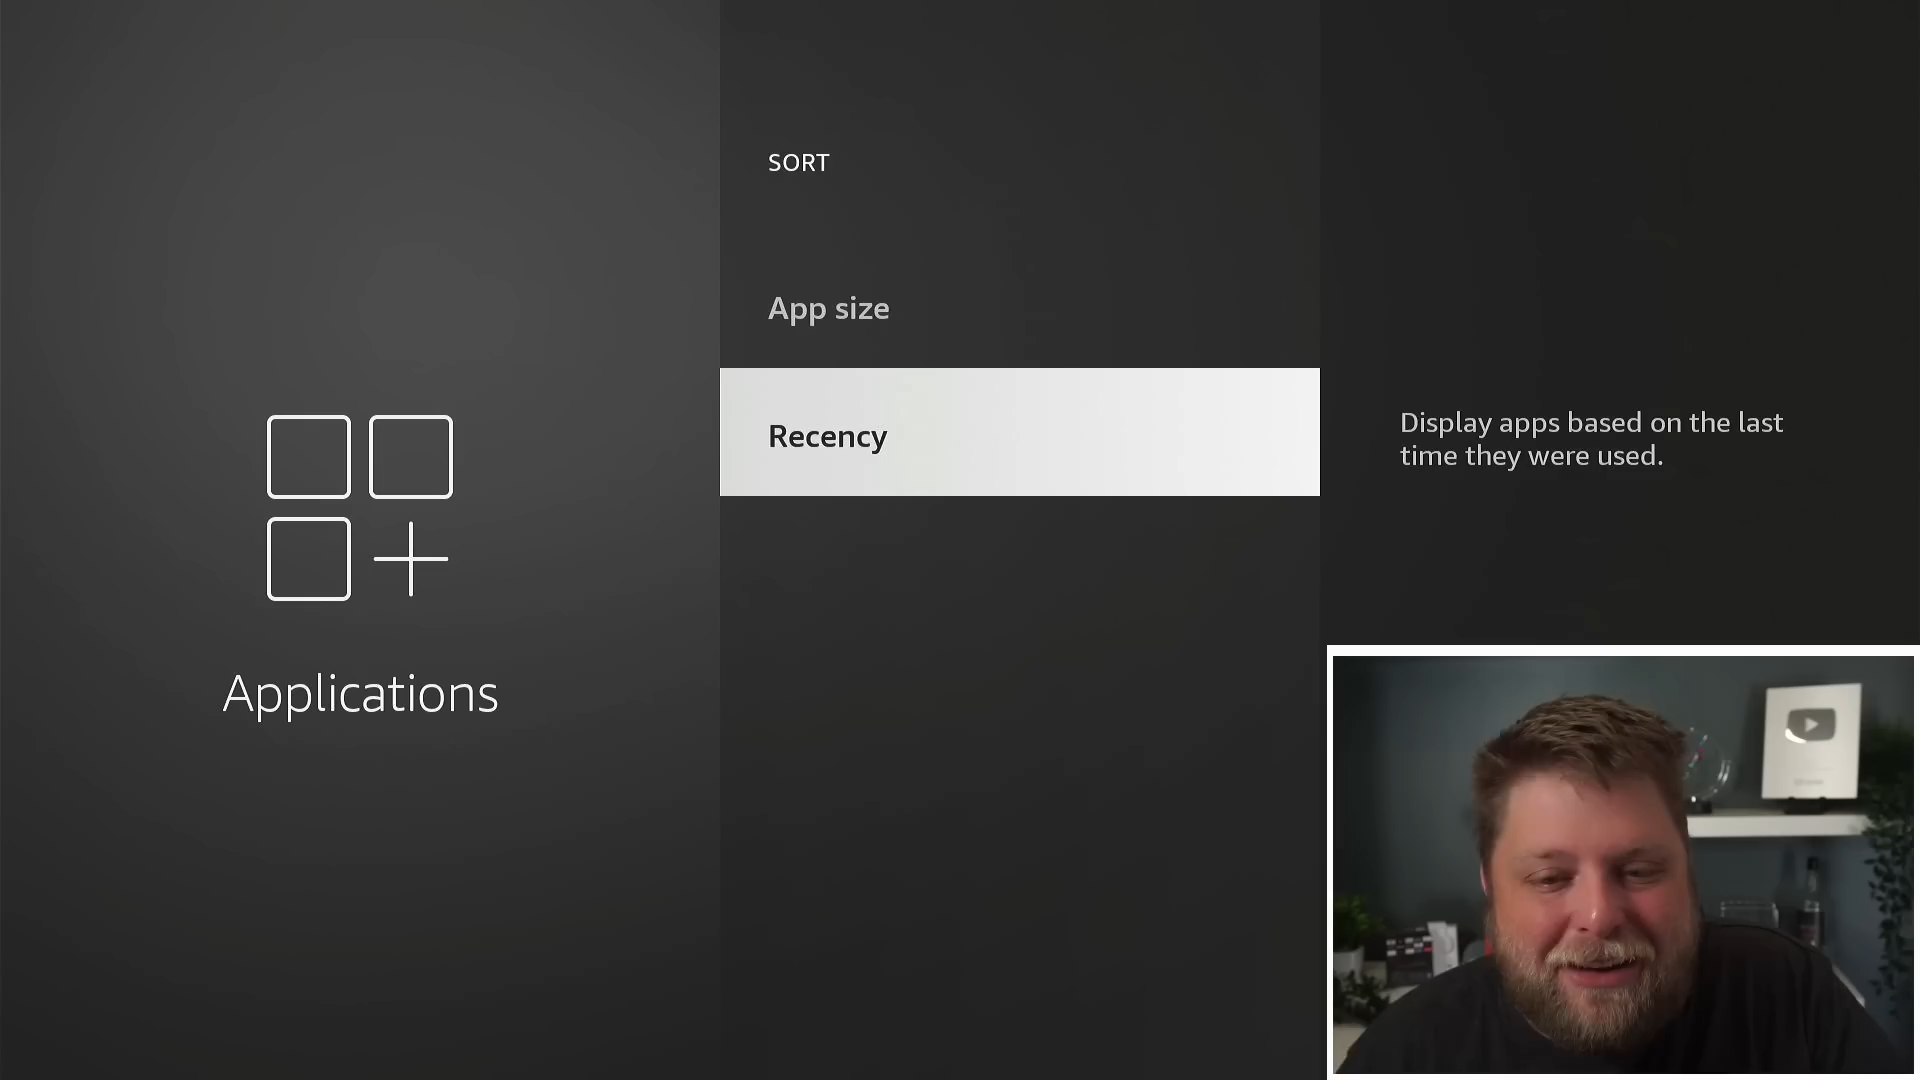 SORT
App size
Recency
Display apps based on the last
time they were used.
Applications